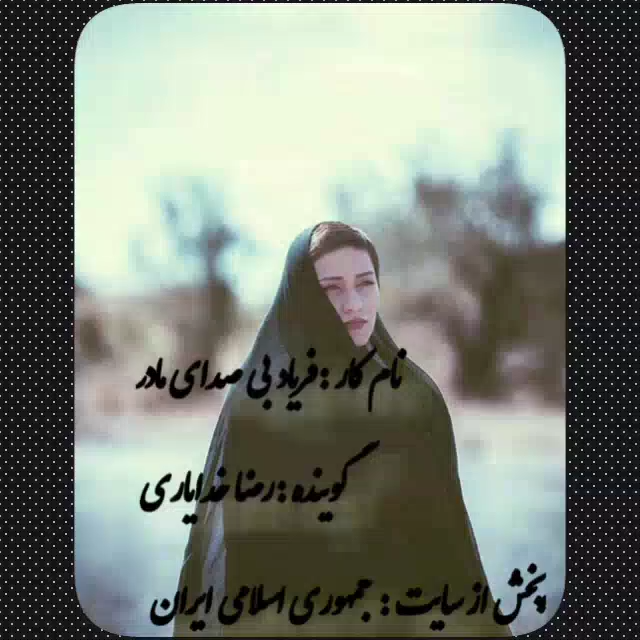 نام کار : فریاد بی صدای مادر
گوینده : رضا خدایاری
پخش از سایت : جمهوری اسلامی ایران